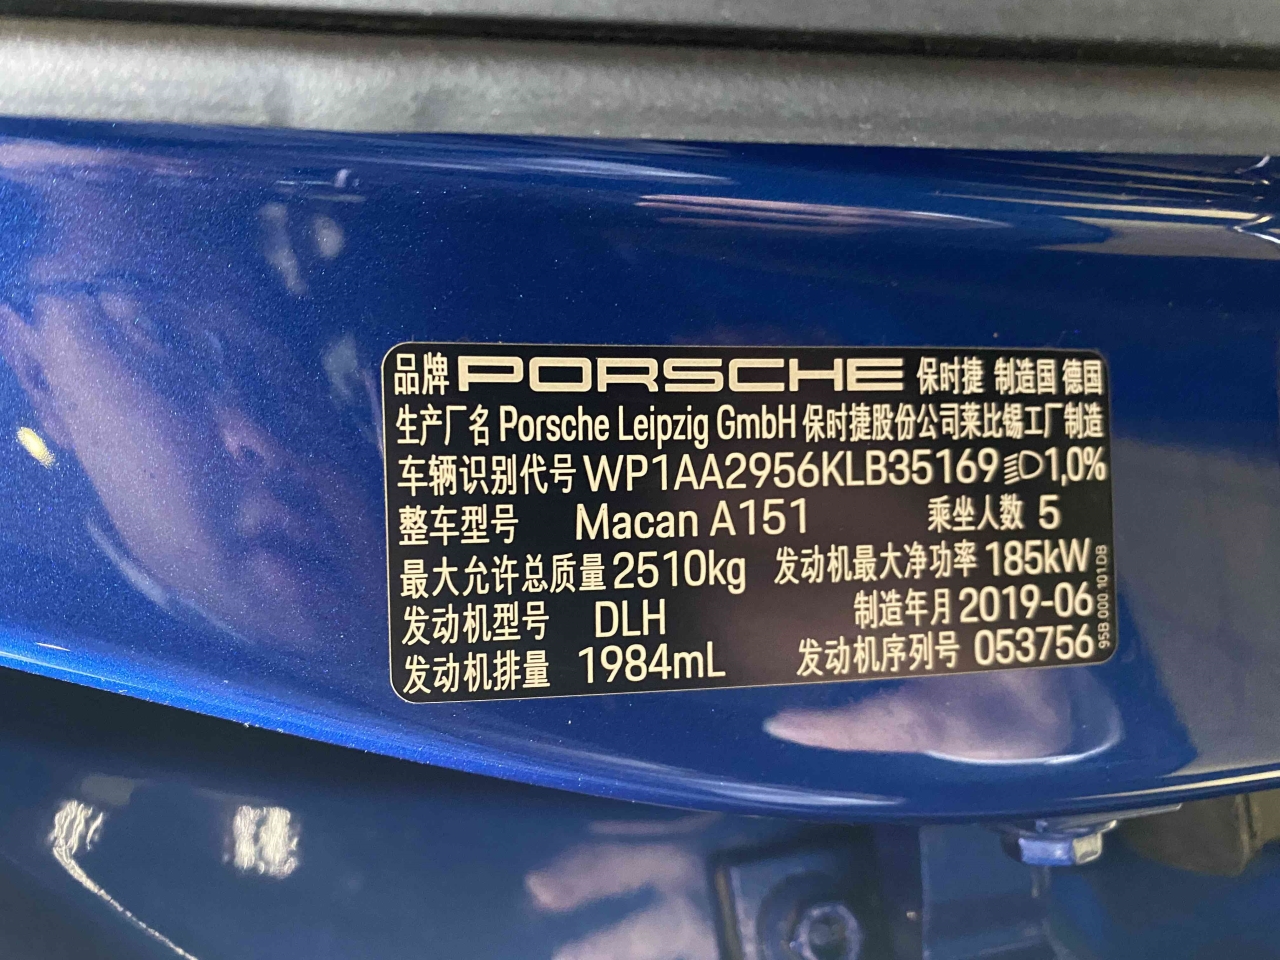 品牌 PORSCHE 保时捷 制造国 德国
生产厂名 Porsche Leipzig GmbH 保时捷股份公司莱比锡工厂制造
车辆识别代号 WP1AA2956KLB35169 1,0%
整车型号 Macan A151 乘坐人数 5
最大允许总质量 2510kg 发动机最大净功率 185kW
发动机型号 DLH 制造年月 2019-06
发动机排量 1984mL 发动机序列号 053756
95B 000 101 DB